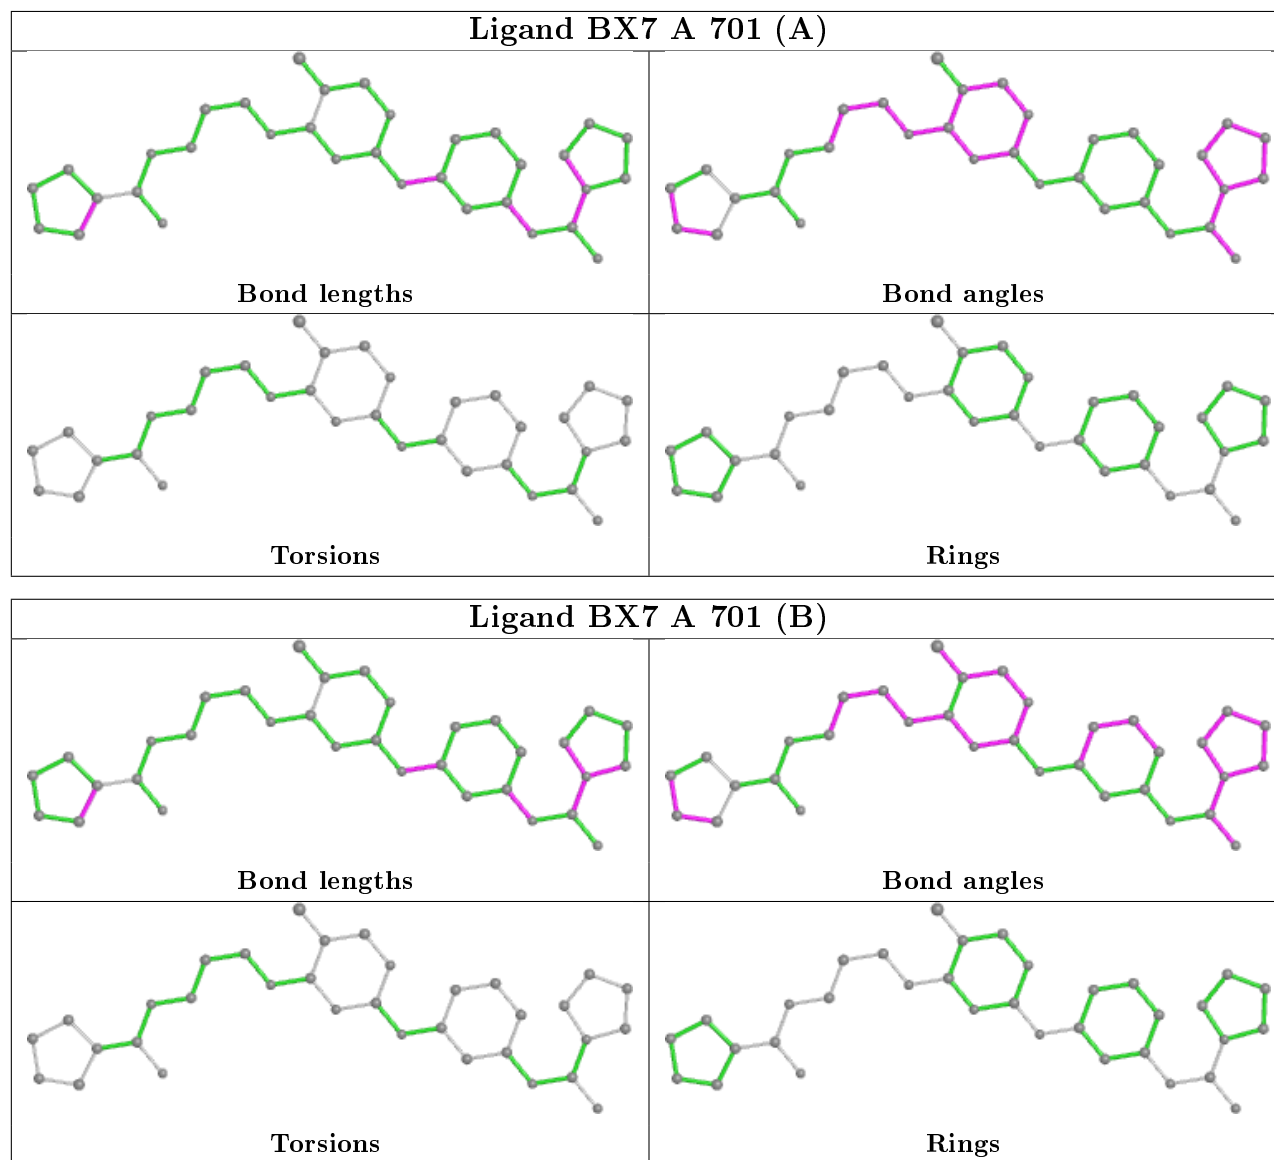 Ligand BX7 A 701 (A)
Bond lengths
Bond angles
Torsions
Rings
Ligand BX7 A 701 (B)
Bond lengths
Bond angles
Torsions
Rings